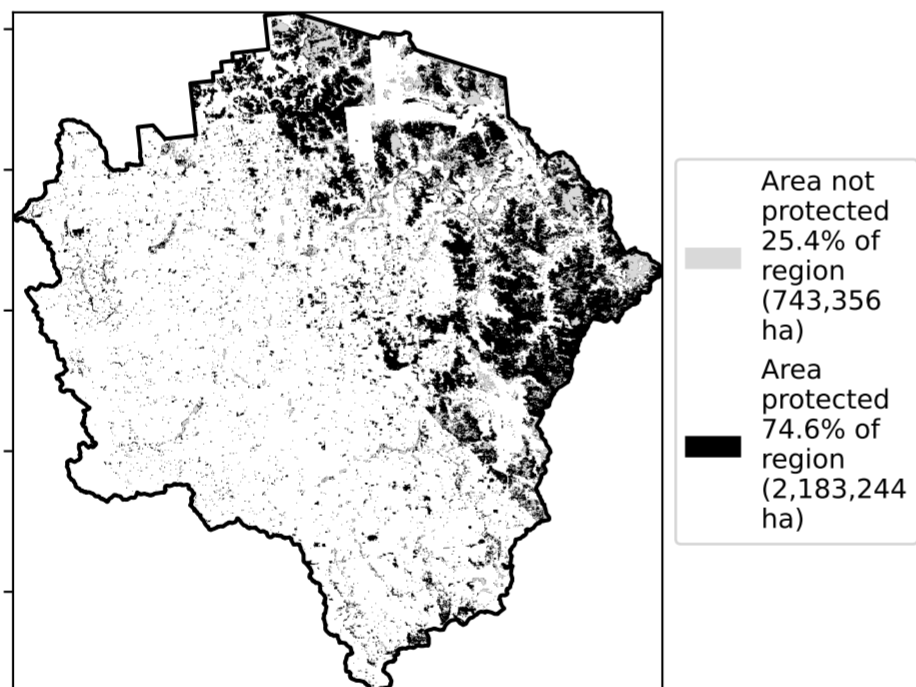 Area not
protected
25.4% of
region
(743,356
ha)
Area
protected
74.6% of
region
(2,183,244
ha)